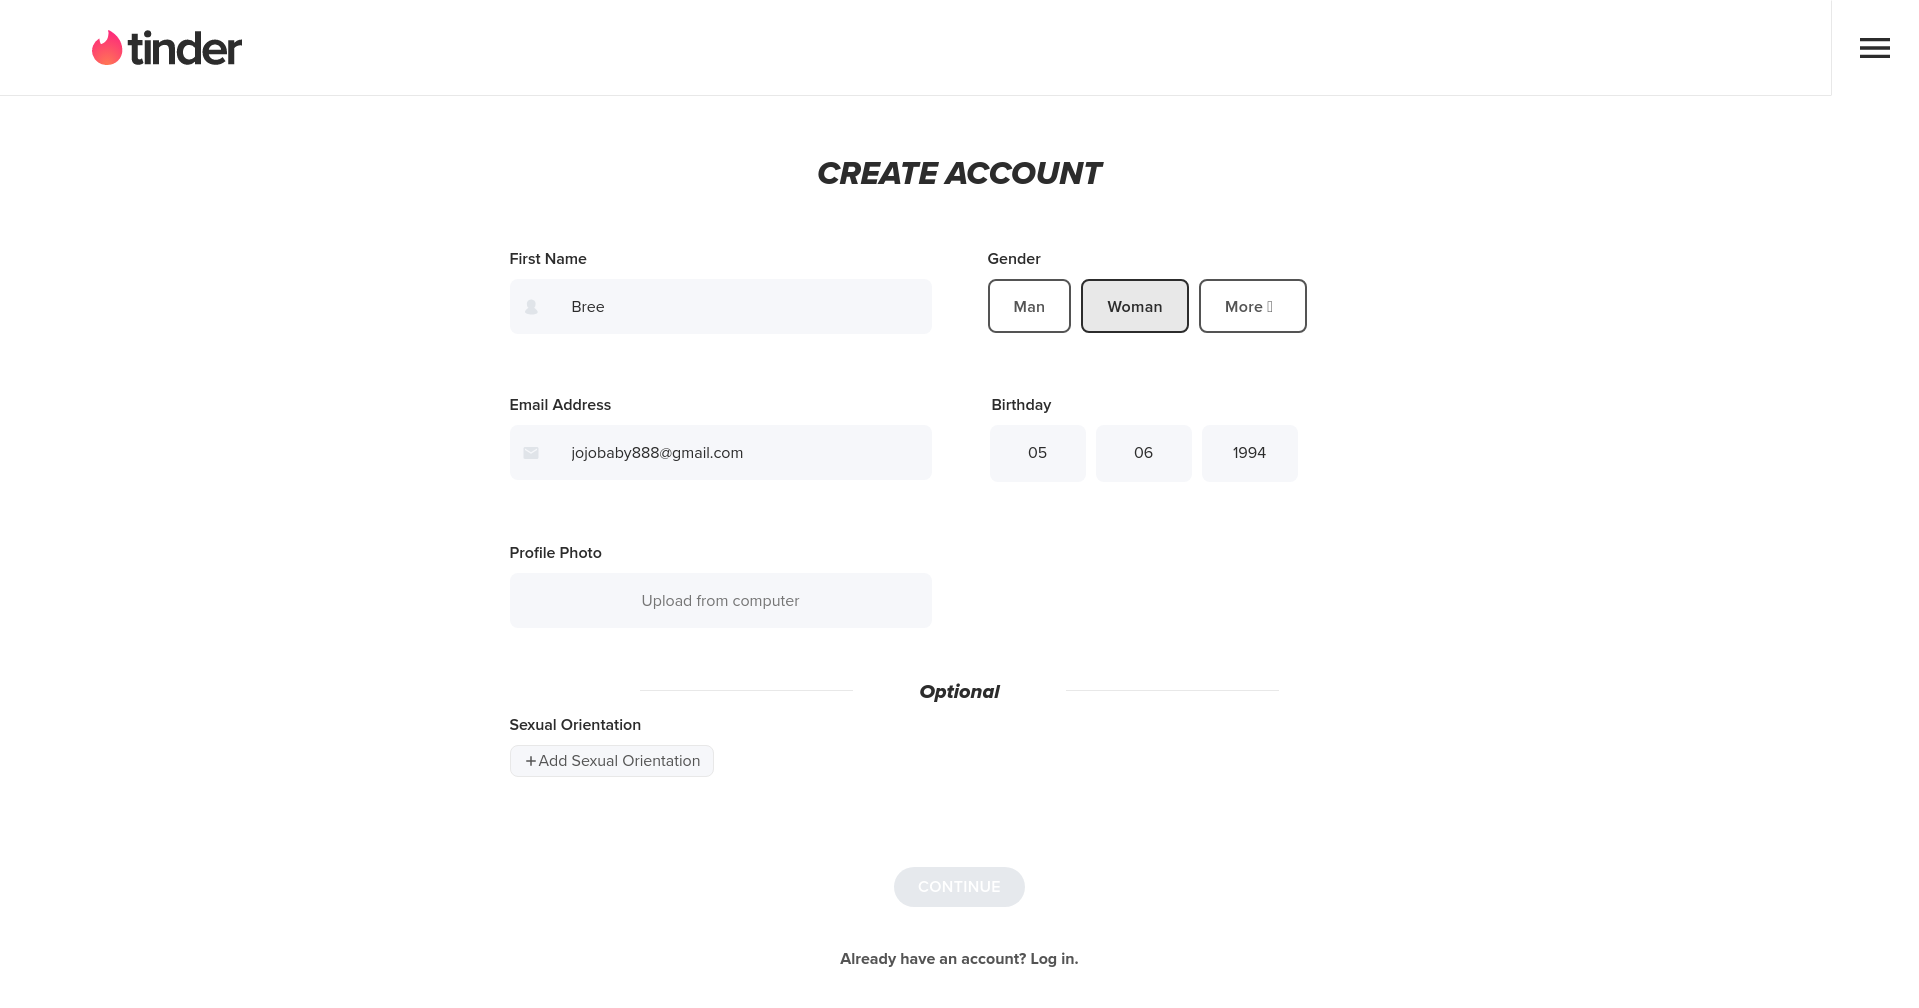 tinder
CREATE ACCOUNT
First Name
Bree
Gender
Man
Woman
More
Email Address
jojobaby888@gmail.com
Birthday
05
06
1994
Profile Photo
Upload from computer
Optional
Sexual Orientation
+Add Sexual Orientation
CONTINUE
Already have an account? Log in.